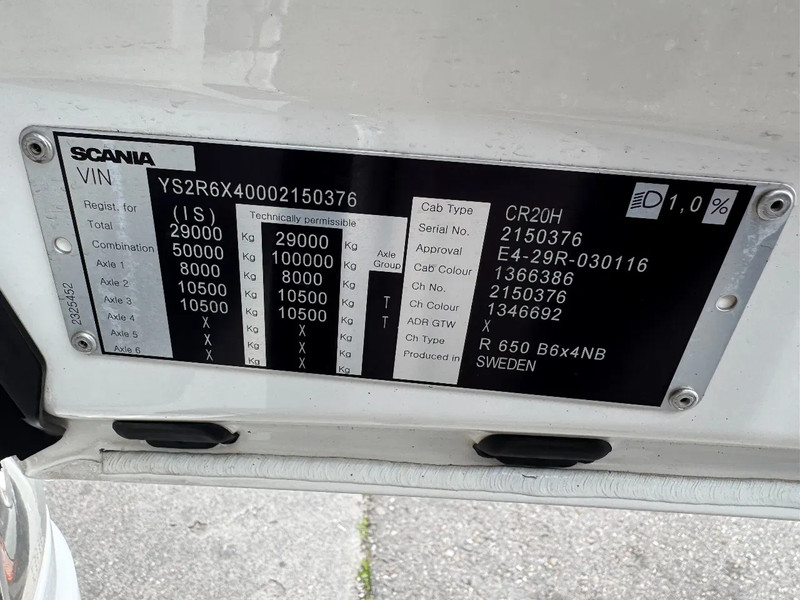 SCANIA
VIN YS2R6X40002150376
Regist. for (IS) Technically permissible
Total 29000 Kg 29000 Kg
Combination 50000 Kg 100000 Kg Axle Group
Axle 1 8000 Kg 8000 Kg
Axle 2 10500 Kg 10500 Kg T
Axle 3 10500 Kg 10500 Kg T
Axle 4 X Kg X Kg
Axle 5 X Kg X Kg
Axle 6 X Kg X Kg
2325452
Cab Type CR20H
Serial No. 2150376
Approval E4-29R-030116
Cab Colour 1366386
Ch No. 2150376
Ch Colour 1346692
ADR GTW X
Ch Type R 650 B6x4NB
Produced in SWEDEN
1,0 %